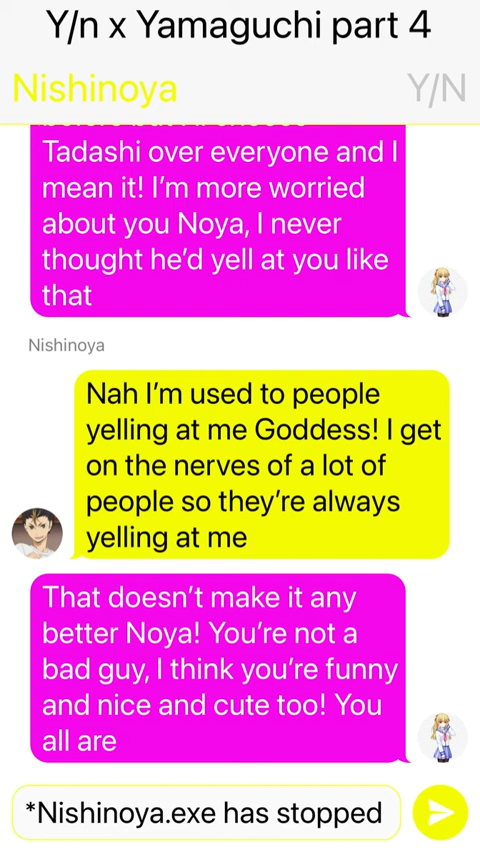 Y/n x Yamaguchi part 4
Nishinoya
Y/N
Tadashi over everyone and I
mean it! I'm more worried
about you Noya, I never
thought he'd yell at you like
that
Nishinoya
Nah I'm used to people
yelling at me Goddess! I get
on the nerves of a lot of
people so they're always
yelling at me
That doesn't make it any
better Noya! You're not a
bad guy, I think you're funny
and nice and cute too! You
all are
*Nishinoya.exe has stopped